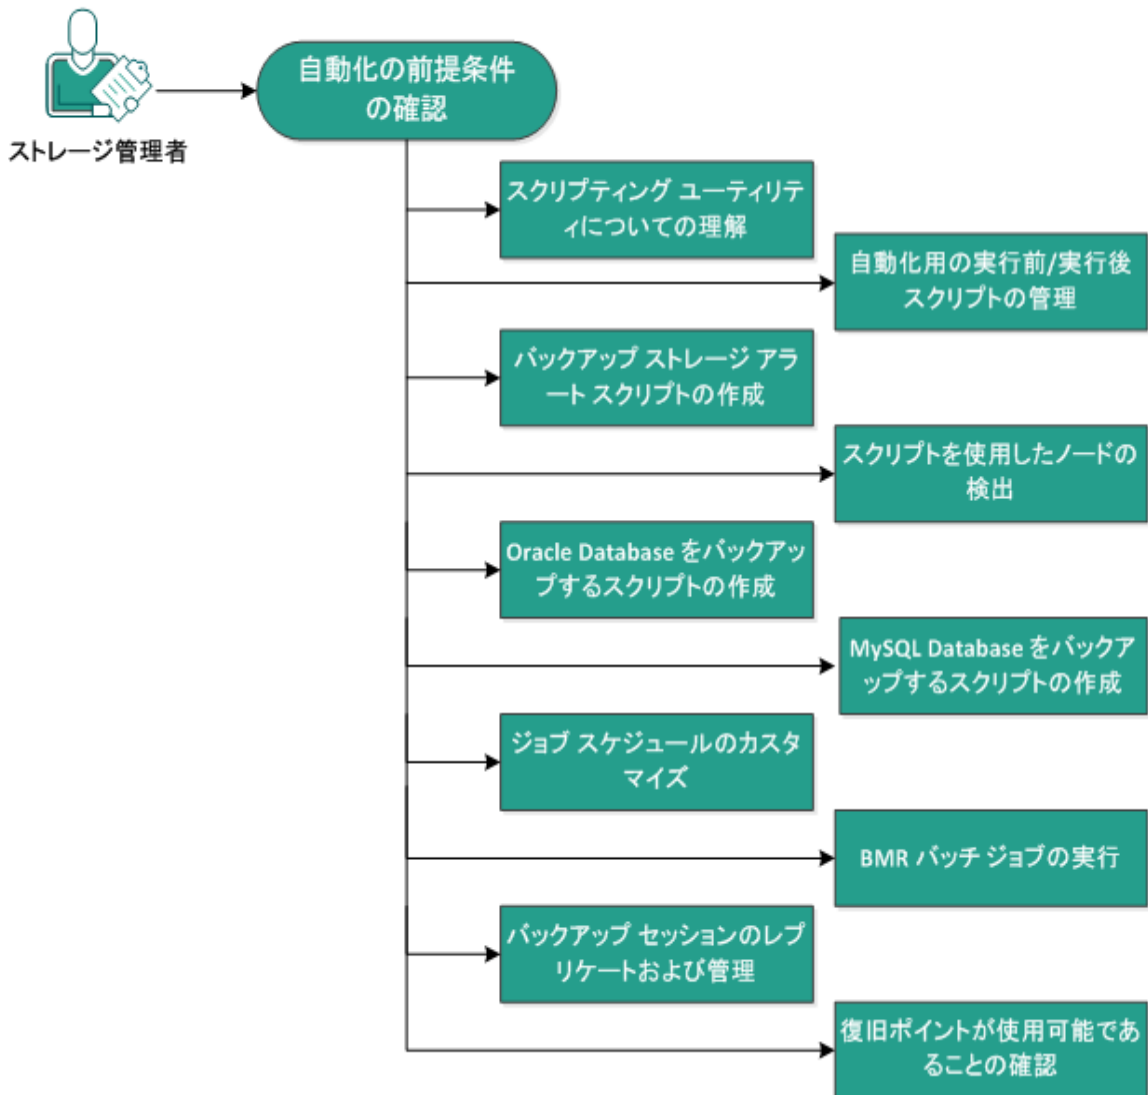 自動化の前提条件
の確認
ストレージ管理者
スクリプティング ユーティリテ
ィについての理解
自動化用の実行前/実行後
スクリプトの管理
バックアップ ストレージ アラ
ート スクリプトの作成
スクリプトを使用したノードの
検出
Oracle Database をバックアッ
プするスクリプトの作成
MySQL Database をバックア
ップするスクリプトの作成
ジョブ スケジュールのカスタ
マイズ
BMR バッチ ジョブの実行
バックアップ セッションのレプ
リケートおよび管理
復旧ポイントが使用可能であ
ることの確認